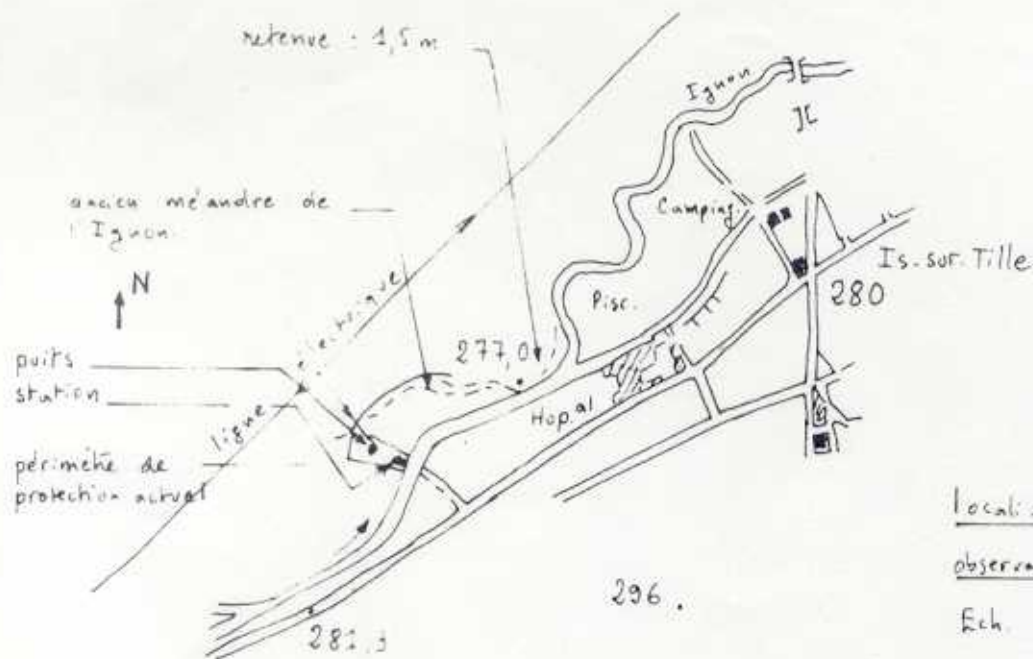 retenue : 1,5 m
Ignon
ancien méandre de
l'Ignon
N
Camping
Is-sur-Tille
280
Pisc.
électrique
277,0
puits
station
Hop.al
ligne
périmètre de
protection actuel
296
281,3
observa
Ech.